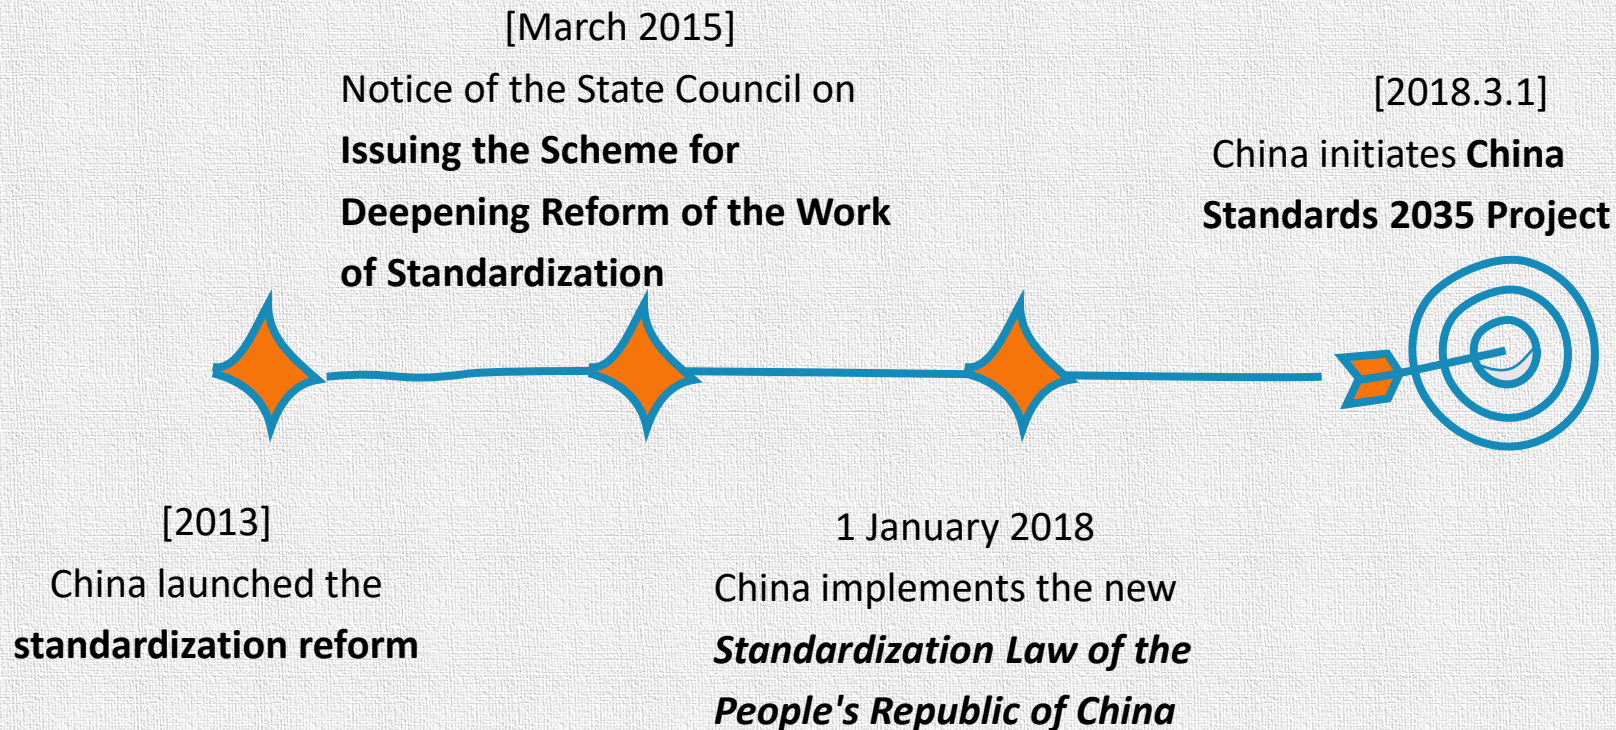 [March 2015]
Notice of the State Council on
Issuing the Scheme for
Deepening Reform of the Work
of Standardization
[2018.3.1]
China initiates China
Standards 2035 Project
[2013]
China launched the
standardization reform
1 January 2018
China implements the new
Standardization Law of the
People's Republic of China